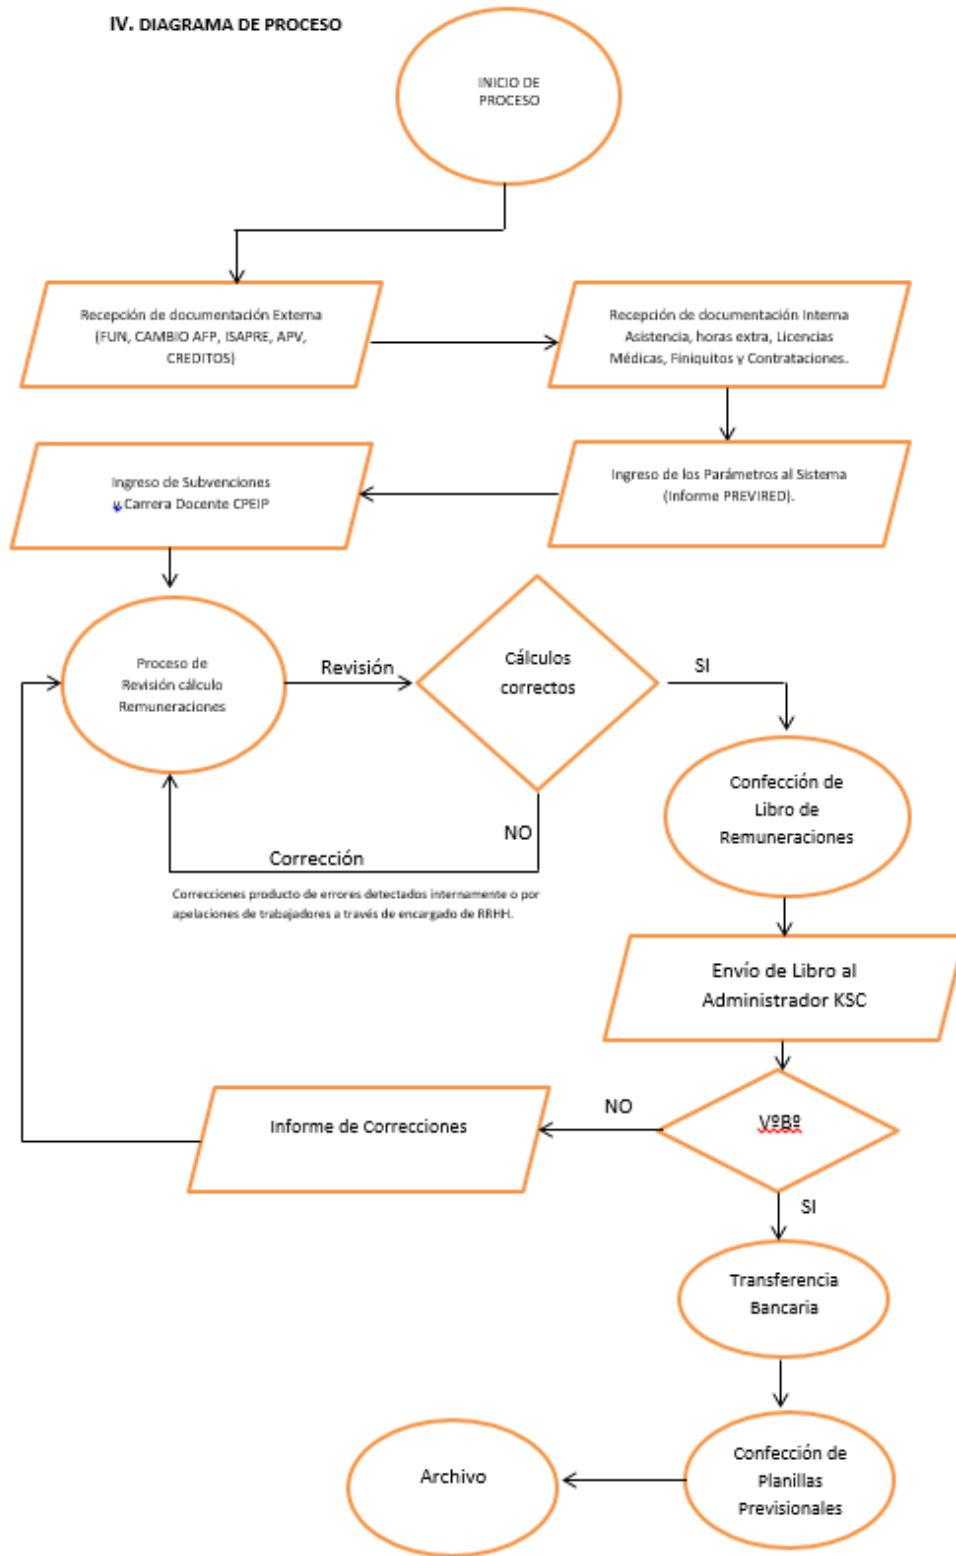 IV. DIAGRAMA DE PROCESO
INICIO DE
PROCESO
Recepción de documentación Externa
(FUN, CAMBIO AFP, ISAPRE, APV,
CREDITOS)
Recepción de documentación Interna
Asistencia, horas extra, Licencias
Médicas, Finiquitos y Contrataciones.
Ingreso de los Parámetros al Sistema
(Informe PREVIRED).
Ingreso de Subvenciones
y Carrera Docente CPEIP
Proceso de
Revisión cálculo
Remuneraciones
Revisión
Cálculos
correctos
SI
NO
Corrección
Correcciones producto de errores detectados internamente o por
apelaciones de trabajadores a través de encargado de RRHH.
Confección de
Libro de
Remuneraciones
Envío de Libro al
Administrador KSC
VºBº
NO
Informe de Correcciones
SI
Transferencia
Bancaria
Confección de
Planillas
Previsionales
Archivo